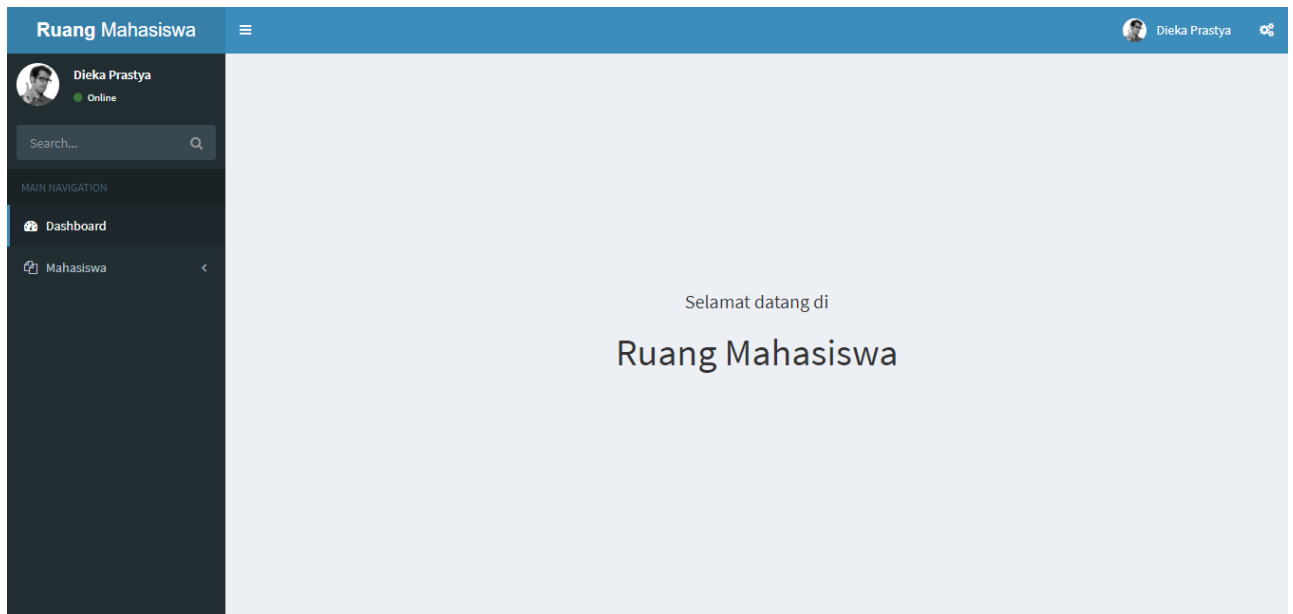 Ruang Mahasiswa
Dieka Prastya
Dieka Prastya
Online
Search...
MAIN NAVIGATION
Dashboard
Mahasiswa
Selamat datang di
Ruang Mahasiswa